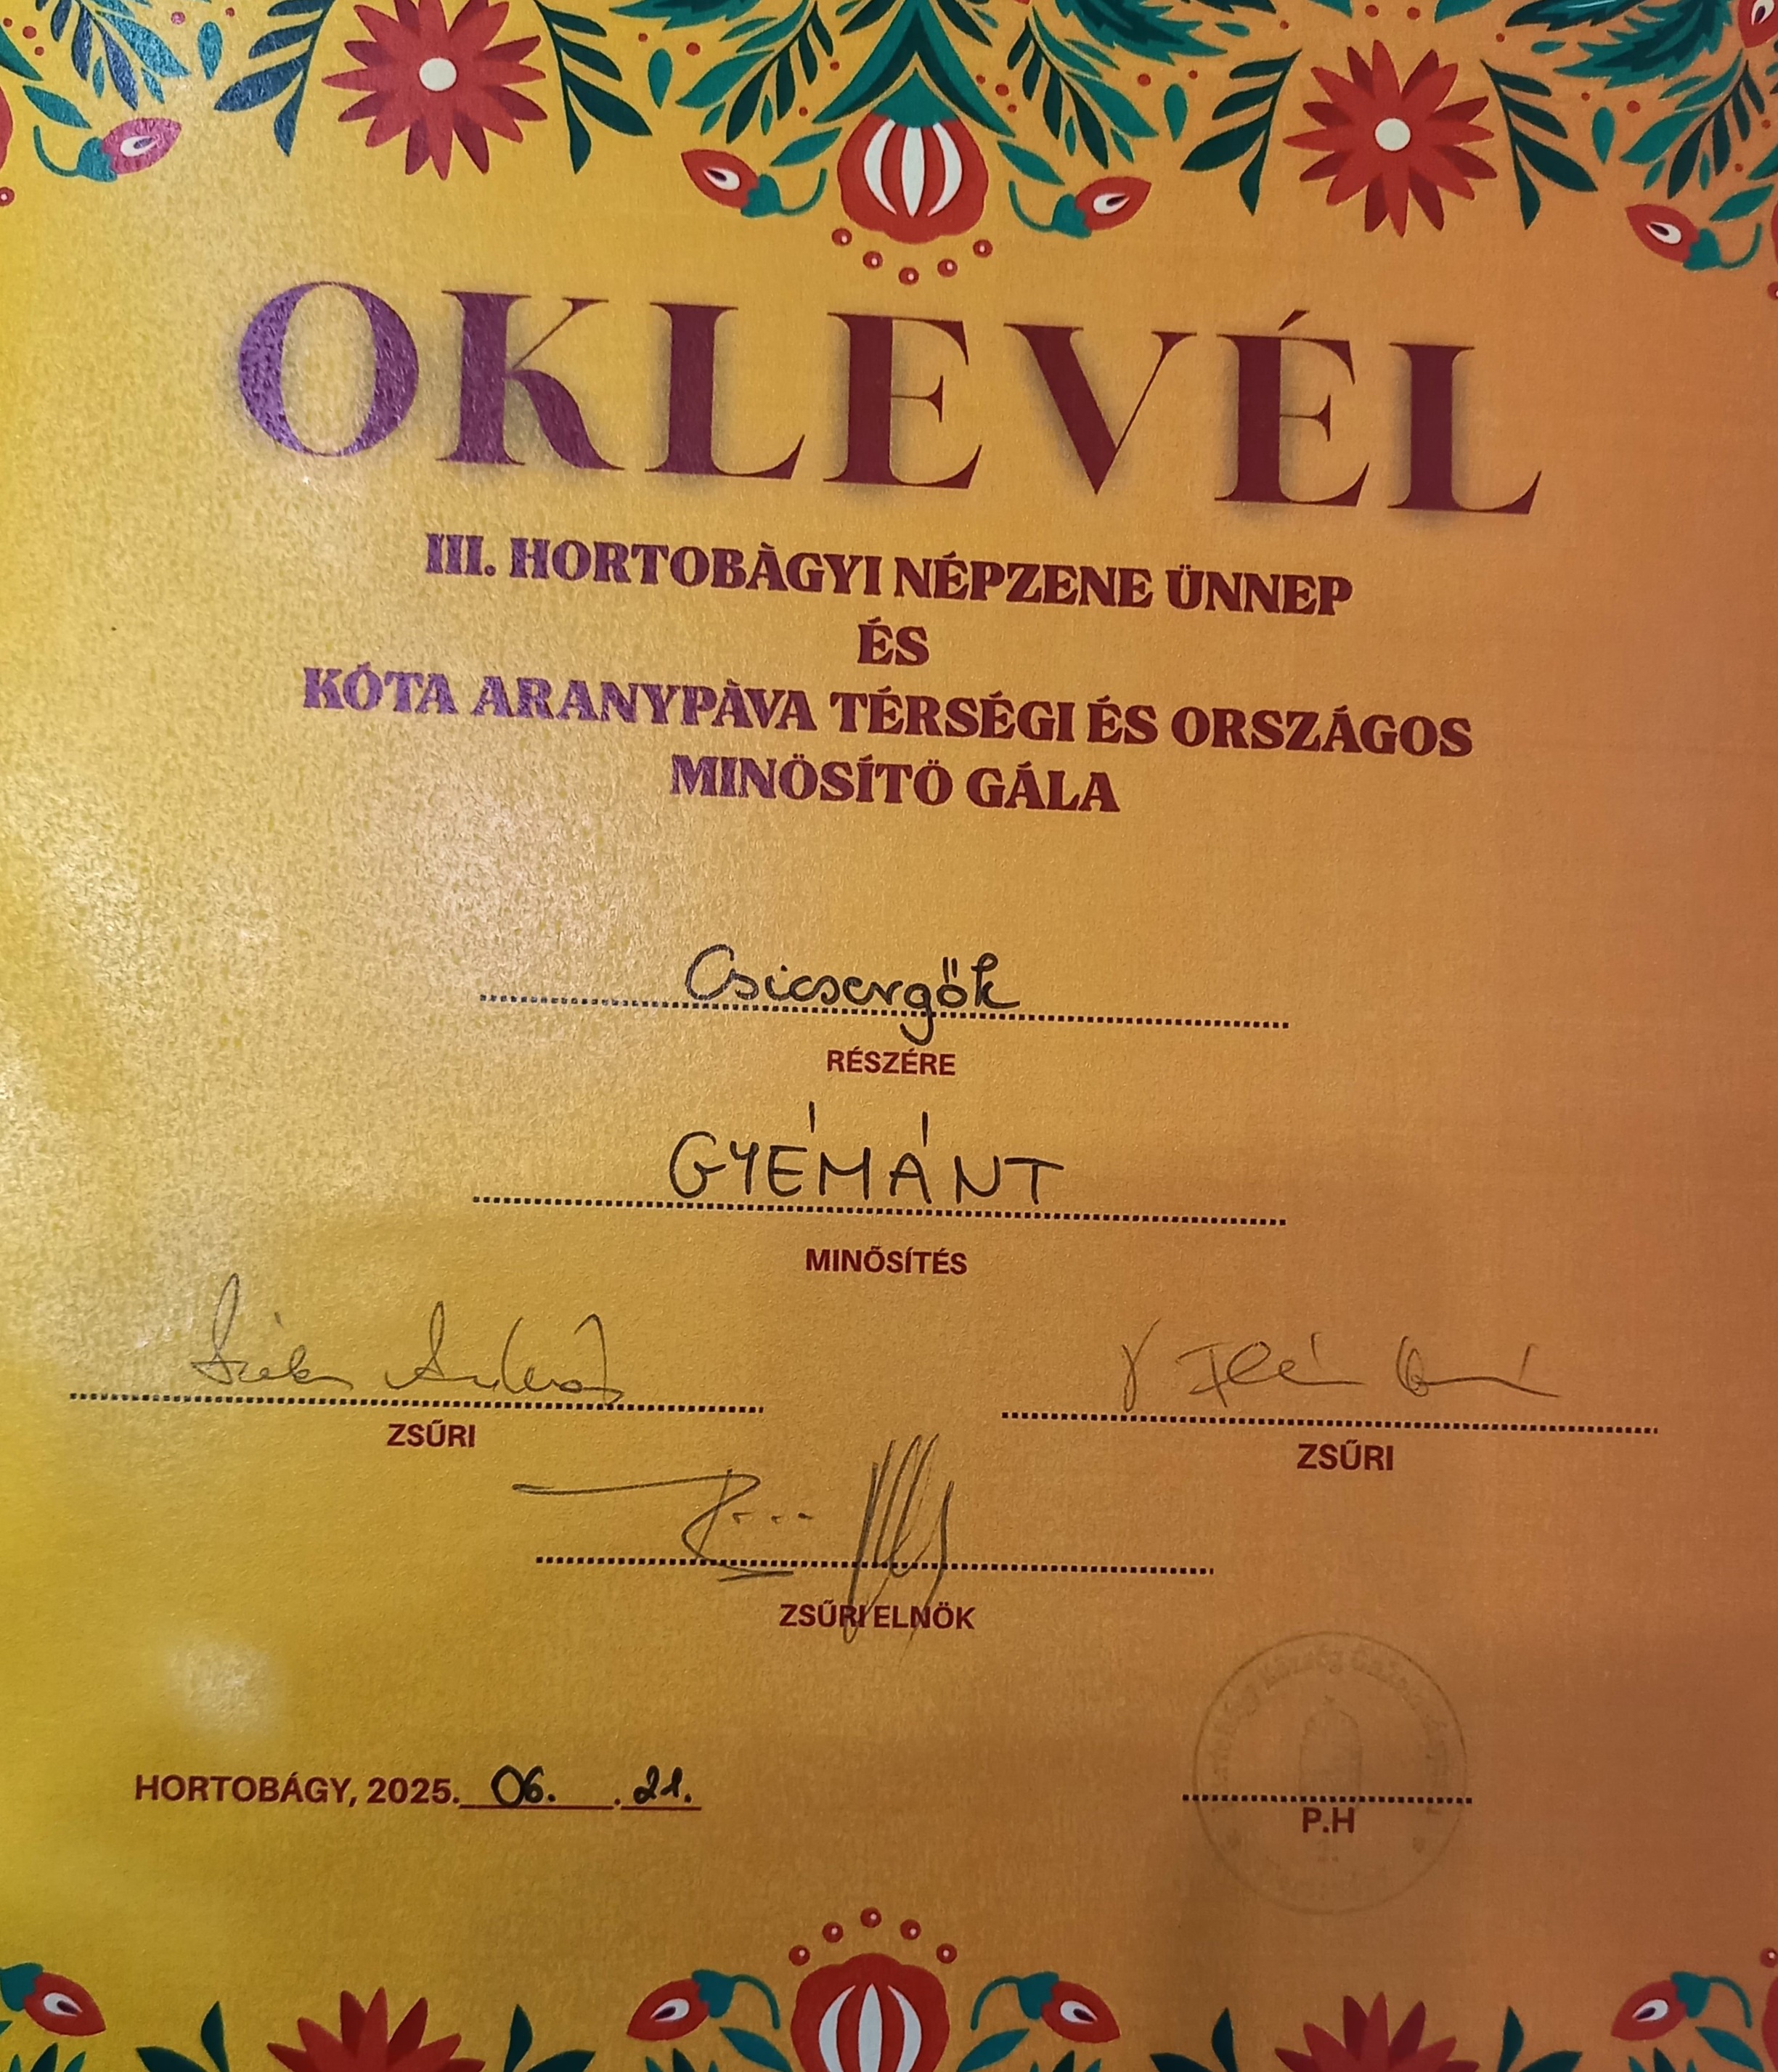 OKLEVÉL
III. HORTOBÀGYI NÉPZENE ÜNNEP
ÉS
KÓTA ARANYPÀVA TÉRSÉGI ÉS ORSZÁGOS
MINÖSÍTÖ GÁLA
Csicsergők
RÉSZÉRE
GYÉMÁNT
MINŐSÍTÉS
ZSŰRI
ZSŰRI
ZSŰRI ELNÖK
HORTOBÁGY, 2025. 06. . 21.
P.H